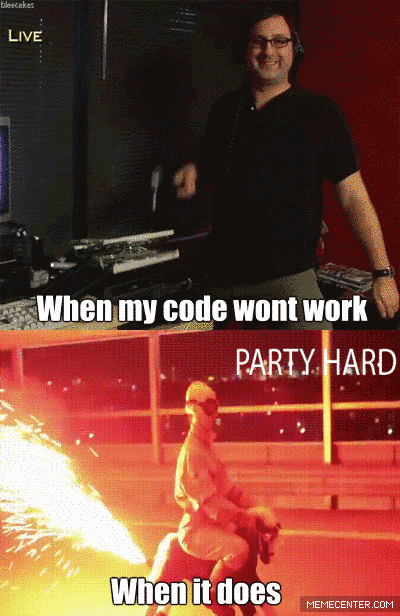 bleecakes
LIVE
When my code wont work
PARTY HARD
When it does
MEMECENTER.COM